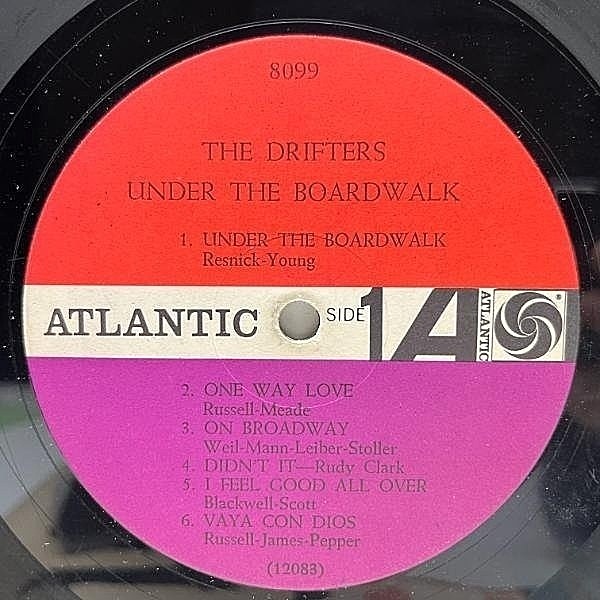 8099
THE DRIFTERS
UNDER THE BOARDWALK
1. UNDER THE BOARDWALK
Resnick-Young
ATLANTIC SIDE 1 A ATLANTIC ®
2. ONE WAY LOVE
Russell-Meade
3. ON BROADWAY
Weil-Mann-Leiber-Stoller
4. DIDN'T IT—Rudy Clark
5. I FEEL GOOD ALL OVER
Blackwell-Scott
6. VAYA CON DIOS
Russell-James-Pepper
(12083)